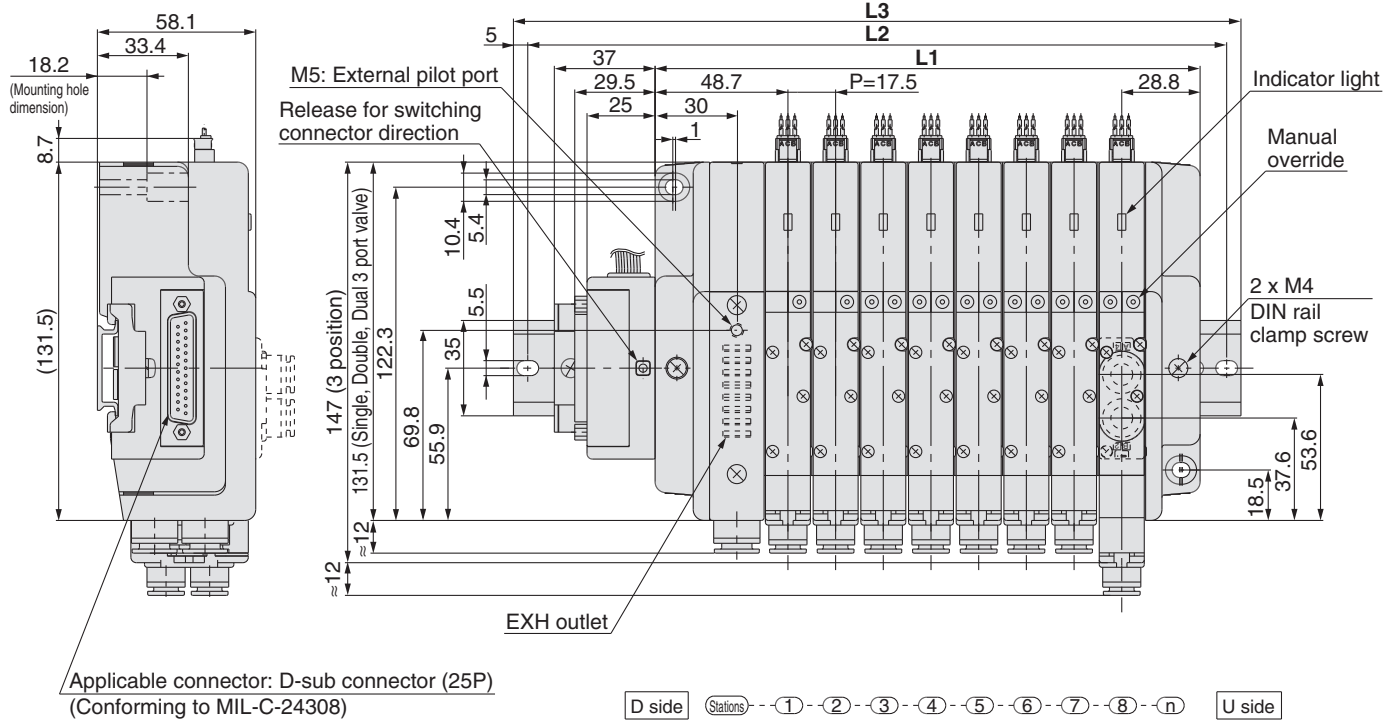 58.1
33.4
18.2
(Mounting hole
dimension)
8.7
(131.5)
Applicable connector: D-sub connector (25P)
(Conforming to MIL-C-24308)
L3
L2
5
L1
37
M5: External pilot port
29.5
48.7
P=17.5
28.8
Indicator light
Release for switching
connector direction
25
30
1
Manual
override
A C B
A C B
A C B
A C B
A C B
A C B
A C B
A C B
147 (3 position)
131.5 (Single, Double, Dual 3 port valve)
122.3
10.4
5.4
5.5
35
69.8
55.9
≈12
≈12
2 x M4
DIN rail
clamp screw
18.5
37.6
53.6
EXH outlet
D side
Stations
1
2
3
4
5
6
7
8
n
U side